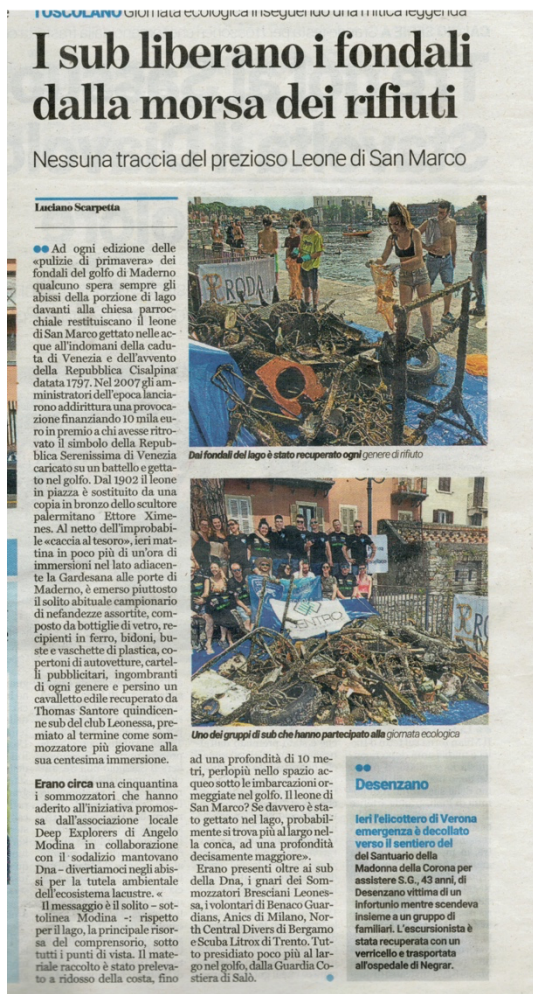 TOSCOLANO Giornata ecologica inseguendo una mitica leggenda
I sub liberano i fondali
dalla morsa dei rifiuti
Nessuna traccia del prezioso Leone di San Marco
Luciano Scarpetta
Ad ogni edizione delle
«pulizie di primavera» dei
fondali del golfo di Maderno
qualcuno spera sempre gli
abissi della porzione di lago
davanti alla chiesa parroc-
chiale restituiscano il leone
di San Marco gettato nelle ac-
que all'indomani della cadu-
ta di Venezia e dell'avvento
della Repubblica Cisalpina
datata 1797. Nel 2007 gli am-
ministratori dell'epoca lancia-
rono addirittura una provoca-
zione finanziando 10 mila eu-
ro in premio a chi avesse ritro-
vato il simbolo della Repub-
blica Serenissima di Venezia
caricato su un battello e getta-
to nel golfo. Dal 1902 il leone
in piazza è sostituito da una
copia in bronzo dello scultore
palermitano Ettore Xime-
nes. Al netto dell'improbabi-
le «caccia al tesoro», ieri mat-
tina in poco più di un'ora di
immersioni nel lato adiacen-
te la Gardesana alle porte di
Maderno, è emerso piuttosto
il solito abituale campionario
di nefandezze assortite, com-
posto da bottiglie di vetro, re-
cipienti in ferro, bidoni, bu-
ste e vaschette di plastica, co-
pertoni di autovetture, cartel-
li pubblicitari, ingombranti
di ogni genere e persino un
cavalletto edile recuperato da
Thomas Santore quindicen-
ne sub del club Leonessa, pre-
miato al termine come som-
mozzatore più giovane alla
sua centesima immersione.
Erano circa una cinquantina
i sommozzatori che hanno
aderito all'iniziativa promos-
sa dall'associazione locale
Deep Explorers di Angelo
Modina in collaborazione
con il sodalizio mantovano
Dna – divertiamoci negli abis-
si per la tutela ambientale
dell'ecosistema lacustre. «
Il messaggio è il solito – sot-
tolinea Modina -: rispetto
per il lago, la principale risor-
sa del comprensorio, sotto
tutti i punti di vista. Il mate-
riale raccolto è stato preleva-
to a ridosso della costa, fino
RODA
Dai fondali del lago è stato recuperato ogni genere di rifiuto
ENTRO
Uno dei gruppi di sub che hanno partecipato alla giornata ecologica
ad una profondità di 10 me-
tri, perlopiù nello spazio ac-
queo sotto le imbarcazioni or-
meggiate nel golfo. Il leone di
San Marco? Se davvero è sta-
to gettato nel lago, probabil-
mente si trova più al largo nel-
la conca, ad una profondità
decisamente maggiore».
Erano presenti oltre ai sub
della Dna, i gnari dei Som-
mozzatori Bresciani Leones-
sa, i volontari di Benaco Guar-
dians, Anics di Milano, Nor-
th Central Divers di Bergamo
e Scuba Litrox di Trento. Tut-
to presidiato poco più al lar-
go nel golfo, dalla Guardia Co-
stiera di Salò.
Desenzano
Ieri l'elicottero di Verona
emergenza è decollato
verso il sentiero del
del Santuario della
Madonna della Corona per
assistere S.G., 43 anni, di
Desenzano vittima di un
infortunio mentre scendeva
insieme a un gruppo di
familiari. L'escursionista è
stata recuperata con un
verricello e trasportata
all'ospedale di Negrar.